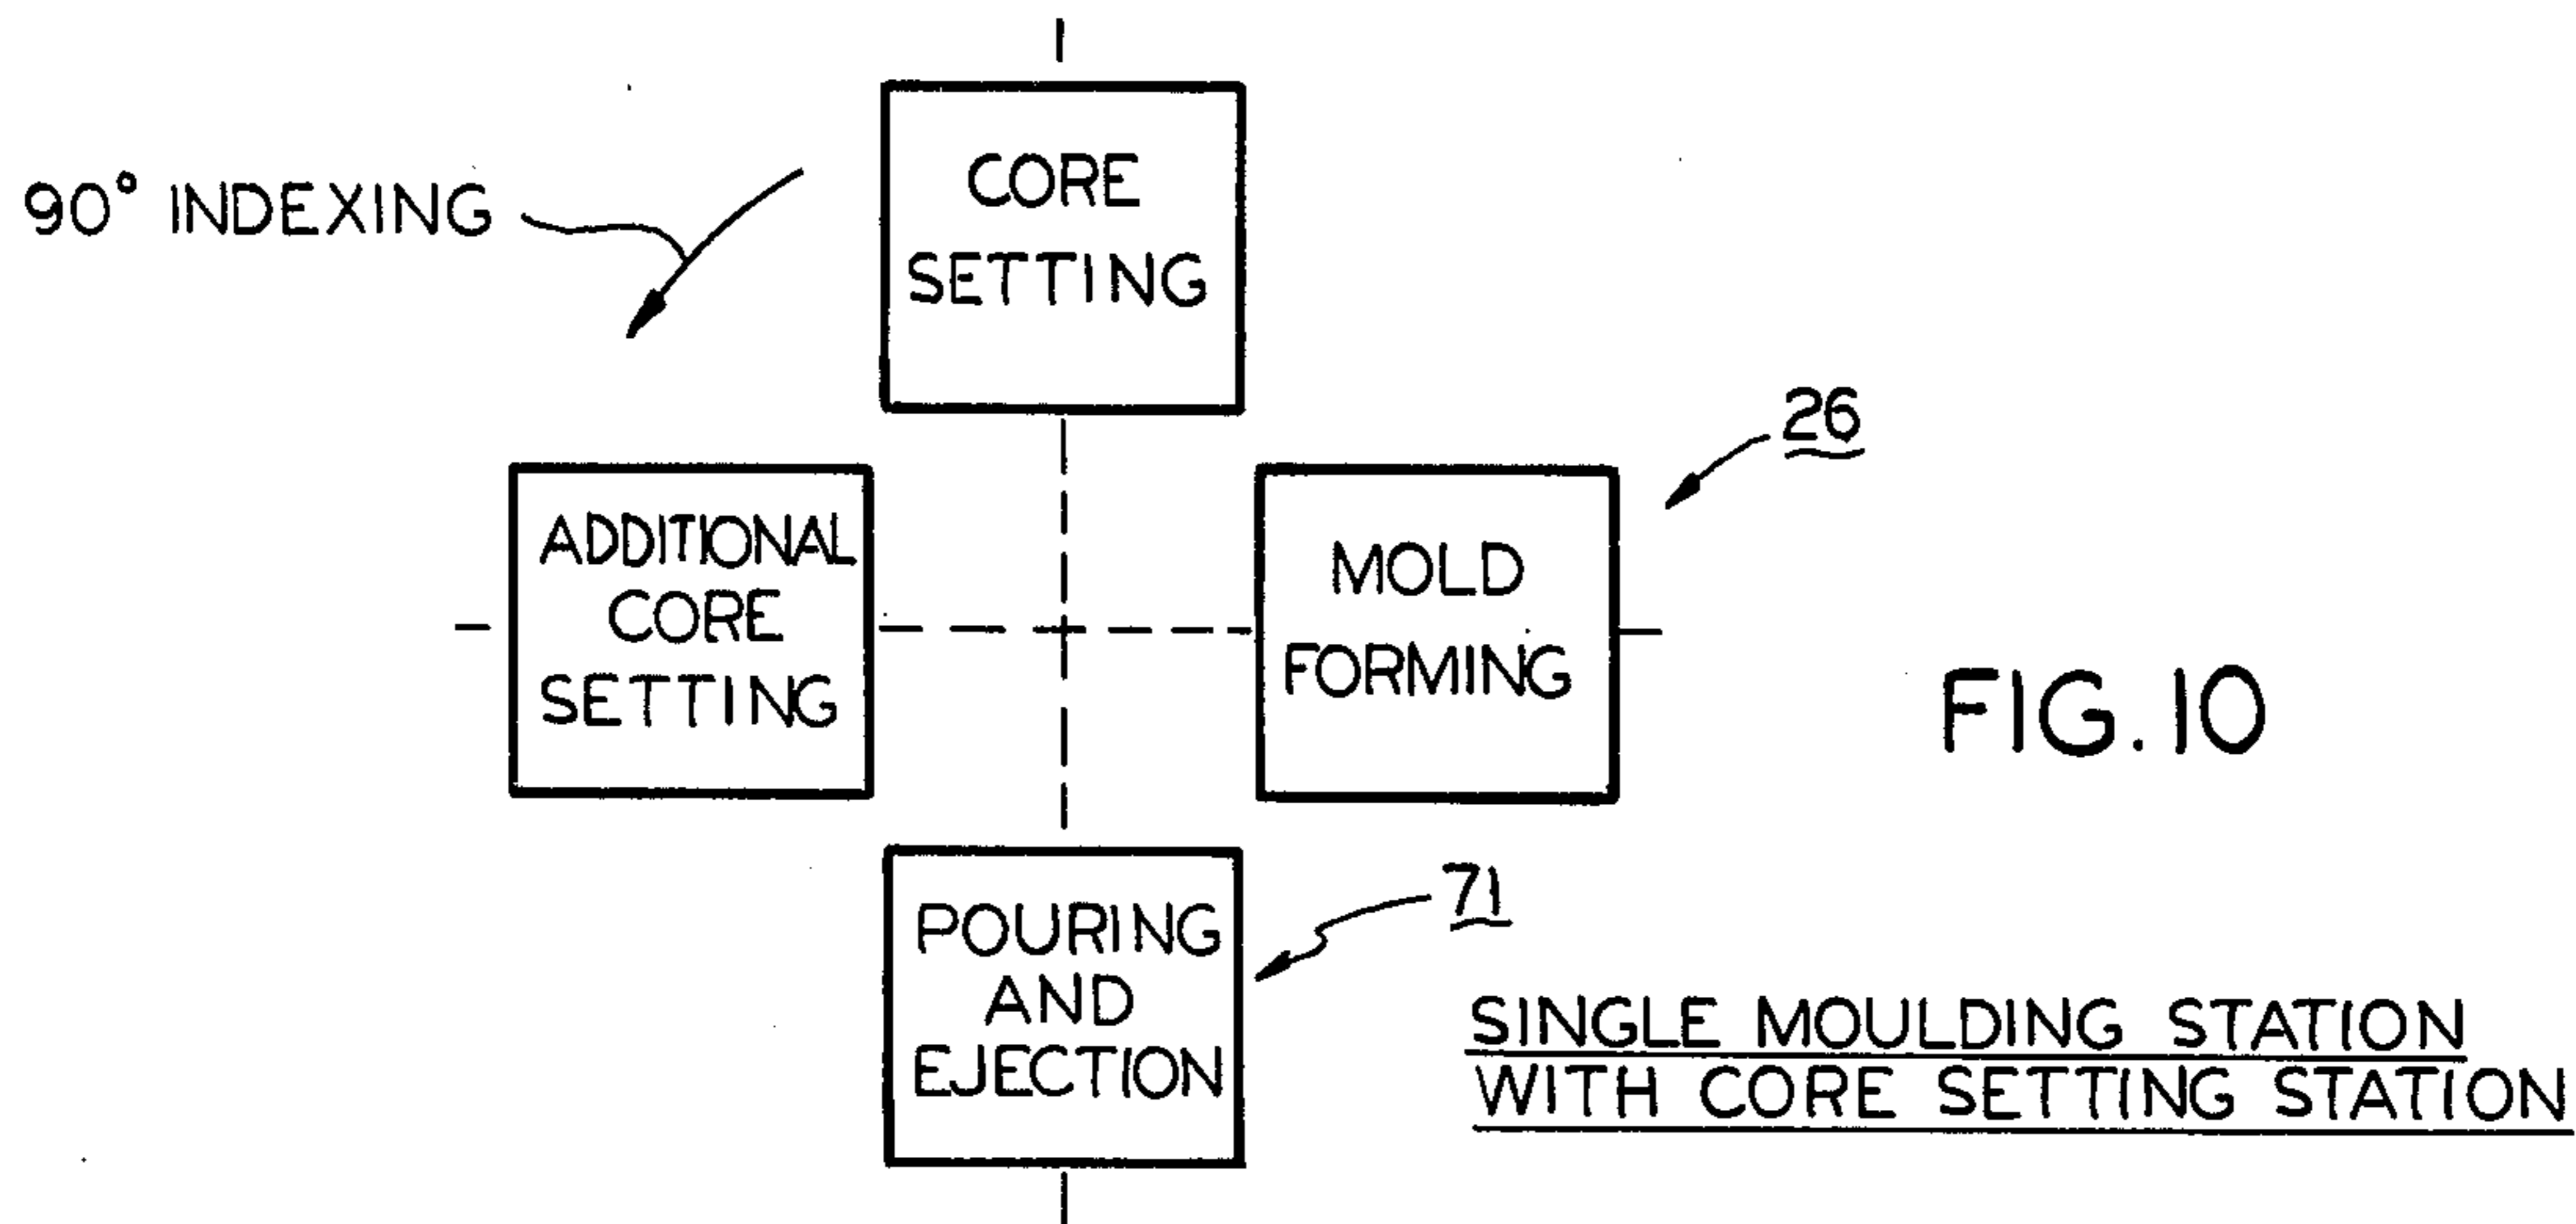 90° INDEXING
CORE
SETTING
26
ADDITIONAL
CORE
SETTING
MOLD
FORMING
FIG. 10
POURING
AND
EJECTION
71
SINGLE MOULDING STATION
WITH CORE SETTING STATION